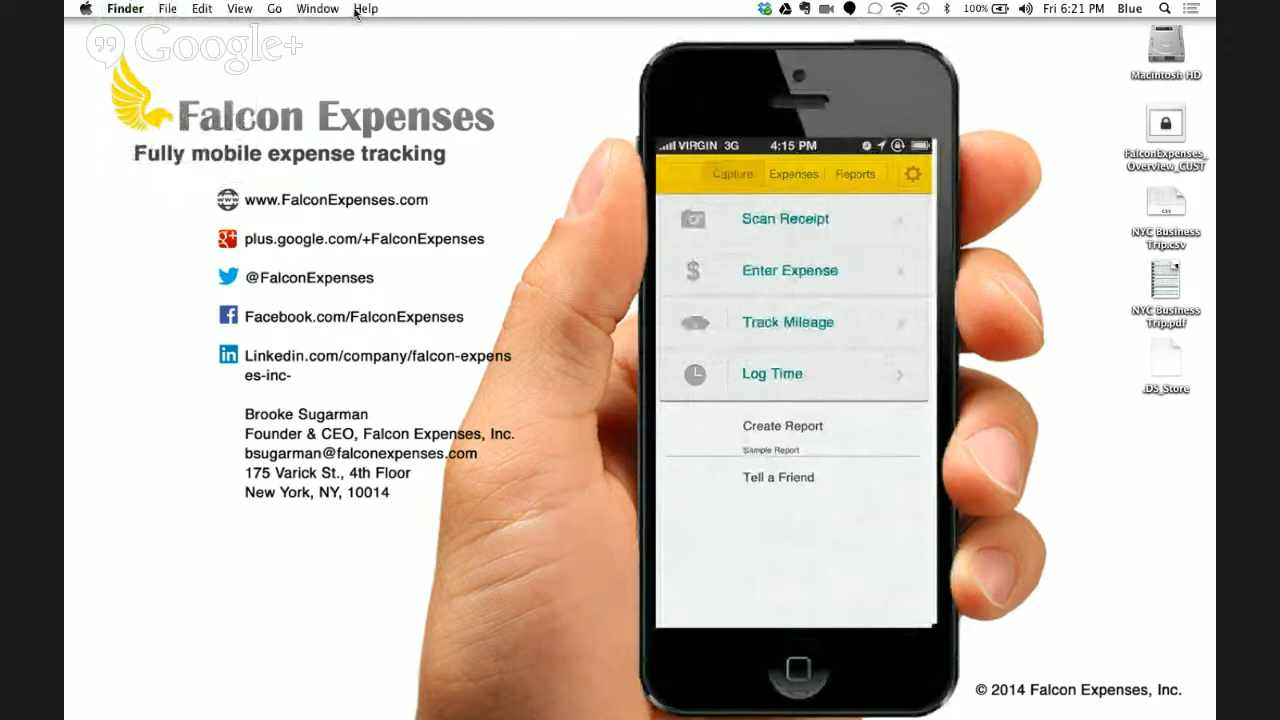 Finder File Edit View Go Window Help
100% Fri 6:21 PM Blue
Google+
Macintosh HD
FalconExpenses_
Overview_CUST
CSV
NYC Business
Trip.csv
NYC Business
Trip.pdf
.DS_Store
Falcon Expenses
Fully mobile expense tracking
www.FalconExpenses.com
plus.google.com/+FalconExpenses
@FalconExpenses
Facebook.com/FalconExpenses
Linkedin.com/company/falcon-expens
es-inc-
Brooke Sugarman
Founder & CEO, Falcon Expenses, Inc.
bsugarman@falconexpenses.com
175 Varick St., 4th Floor
New York, NY, 10014
VIRGIN 3G 4:15 PM
Capture Expenses Reports
Scan Receipt
Enter Expense
Track Mileage
Log Time
Create Report
Sample Report
Tell a Friend
© 2014 Falcon Expenses, Inc.